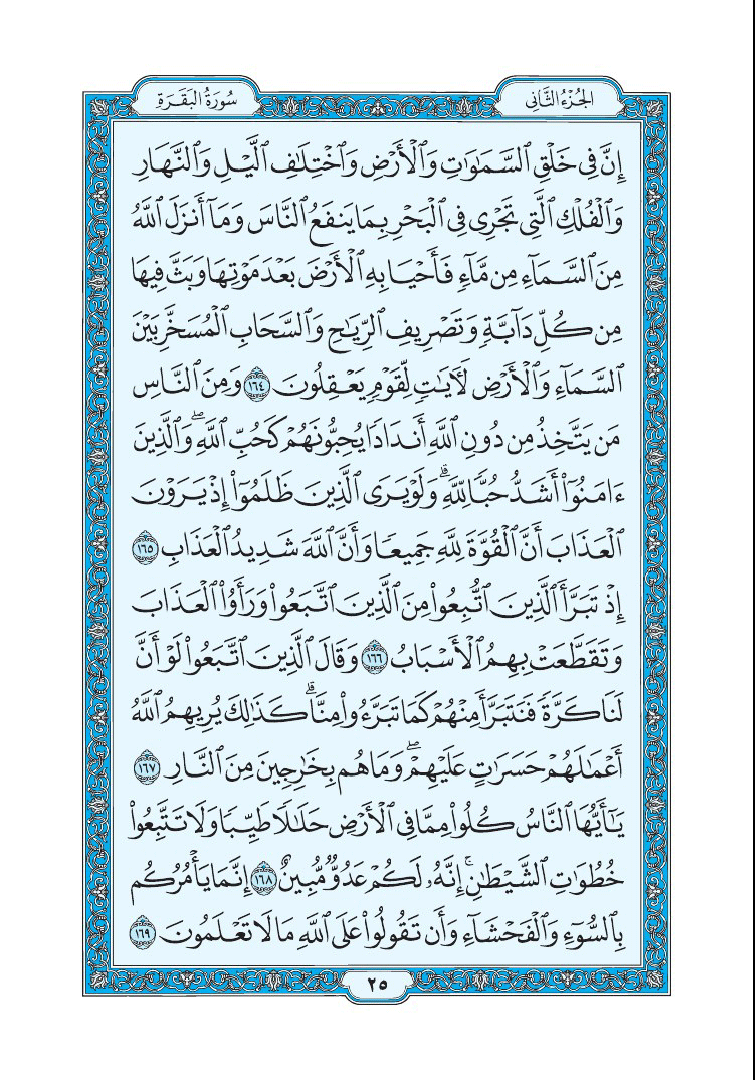 الجُزْءُ الثَّانِي
سُورَةُ البَقَرَةِ
إِنَّ فِي خَلْقِ ٱلسَّمَٰوَٰتِ وَٱلْأَرْضِ وَٱخْتِلَٰفِ ٱلَّيْلِ وَٱلنَّهَارِ
وَٱلْفُلْكِ ٱلَّتِي تَجْرِي فِي ٱلْبَحْرِ بِمَا يَنفَعُ ٱلنَّاسَ وَمَآ أَنزَلَ ٱللَّهُ
مِنَ ٱلسَّمَآءِ مِن مَّآءٍ فَأَحْيَا بِهِ ٱلْأَرْضَ بَعْدَ مَوْتِهَا وَبَثَّ فِيهَا
مِن كُلِّ دَآبَّةٍ وَتَصْرِيفِ ٱلرِّيَٰحِ وَٱلسَّحَابِ ٱلْمُسَخَّرِ بَيْنَ
ٱلسَّمَآءِ وَٱلْأَرْضِ لَأٓيَٰتٍ لِّقَوْمٍ يَعْقِلُونَ ١٦٤ وَمِنَ ٱلنَّاسِ
مَن يَتَّخِذُ مِن دُونِ ٱللَّهِ أَندَادًا يُحِبُّونَهُمْ كَحُبِّ ٱللَّهِۖ وَٱلَّذِينَ
ءَامَنُوٓاْ أَشَدُّ حُبًّا لِّلَّهِۗ وَلَوْ يَرَى ٱلَّذِينَ ظَلَمُوٓاْ إِذْ يَرَوْنَ
ٱلْعَذَابَ أَنَّ ٱلْقُوَّةَ لِلَّهِ جَمِيعًا وَأَنَّ ٱللَّهَ شَدِيدُ ٱلْعَذَابِ ١٦٥
إِذْ تَبَرَّأَ ٱلَّذِينَ ٱتُّبِعُواْ مِنَ ٱلَّذِينَ ٱتَّبَعُواْ وَرَأَوُاْ ٱلْعَذَابَ
وَتَقَطَّعَتْ بِهِمُ ٱلْأَسْبَابُ ١٦٦ وَقَالَ ٱلَّذِينَ ٱتَّبَعُواْ لَوْ أَنَّ
لَنَا كَرَّةً فَنَتَبَرَّأَ مِنْهُمْ كَمَا تَبَرَّءُواْ مِنَّاۗ كَذَٰلِكَ يُرِيهِمُ ٱللَّهُ
أَعْمَٰلَهُمْ حَسَرَٰتٍ عَلَيْهِمْۖ وَمَا هُم بِخَٰرِجِينَ مِنَ ٱلنَّارِ ١٦٧
يَٰٓأَيُّهَا ٱلنَّاسُ كُلُواْ مِمَّا فِي ٱلْأَرْضِ حَلَٰلًا طَيِّبًا وَلَا تَتَّبِعُواْ
خُطُوَٰتِ ٱلشَّيْطَٰنِۚ إِنَّهُۥ لَكُمْ عَدُوٌّ مُّبِينٌ ١٦٨ إِنَّمَا يَأْمُرُكُم
بِٱلسُّوٓءِ وَٱلْفَحْشَآءِ وَأَن تَقُولُواْ عَلَى ٱللَّهِ مَا لَا تَعْلَمُونَ ١٦٩
٢٥